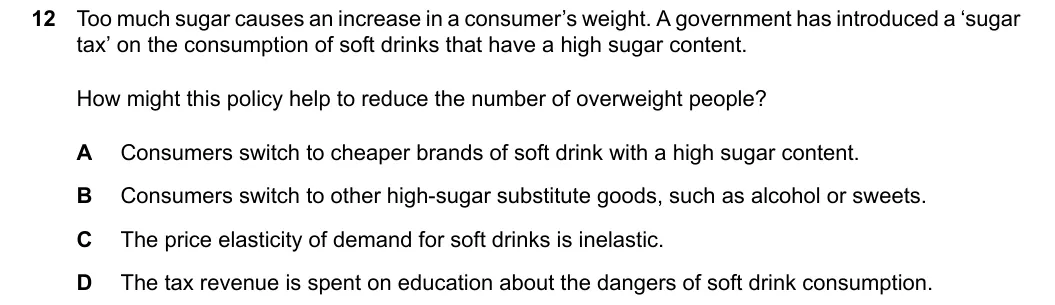 12 Too much sugar causes an increase in a consumer’s weight. A government has introduced a ‘sugar
tax’ on the consumption of soft drinks that have a high sugar content.
How might this policy help to reduce the number of overweight people?
A Consumers switch to cheaper brands of soft drink with a high sugar content.
B Consumers switch to other high-sugar substitute goods, such as alcohol or sweets.
C The price elasticity of demand for soft drinks is inelastic.
D The tax revenue is spent on education about the dangers of soft drink consumption.